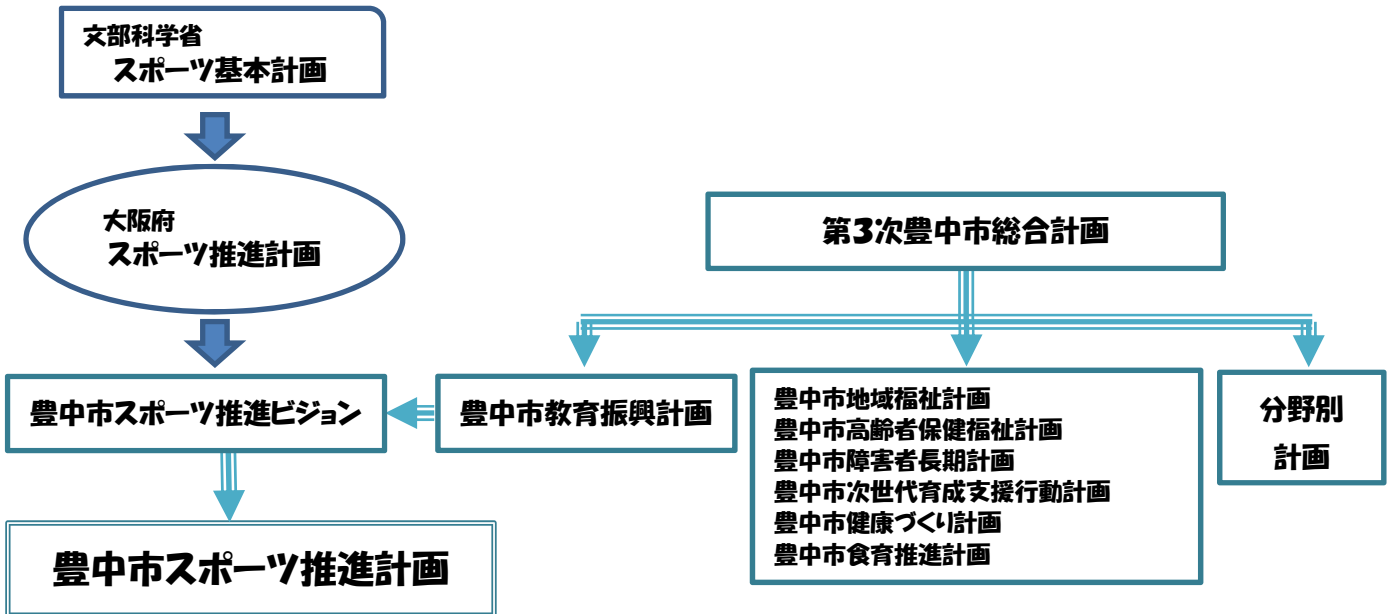 文部科学省
スポーツ基本計画
大阪府
スポーツ推進計画
第3次豊中市総合計画
豊中市スポーツ推進ビジョン
豊中市教育振興計画
豊中市地域福祉計画
豊中市高齢者保健福祉計画
豊中市障害者長期計画
豊中市次世代育成支援行動計画
豊中市健康づくり計画
豊中市食育推進計画
分野別
計画
豊中市スポーツ推進計画